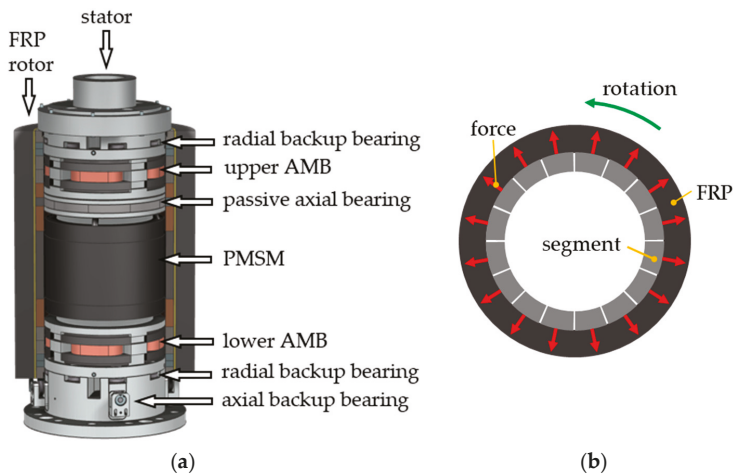 stator
FRP
rotor
radial backup bearing
upper AMB
passive axial bearing
PMSM
lower AMB
radial backup bearing
axial backup bearing
(a)
rotation
force
FRP
segment
(b)